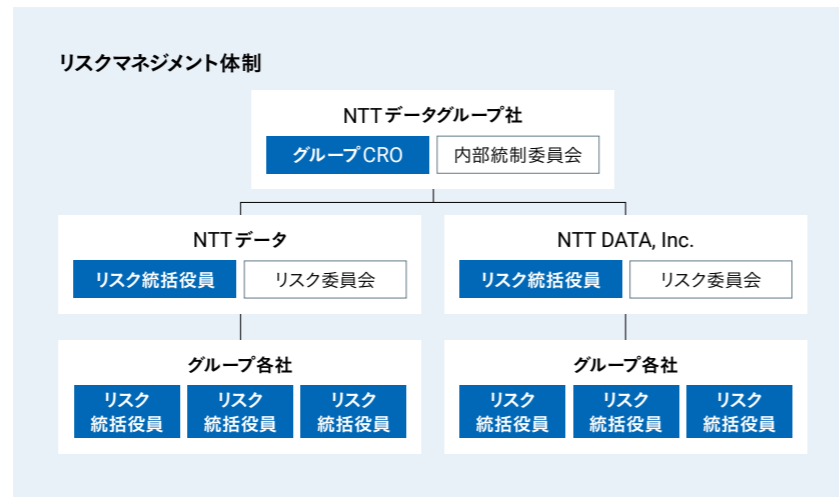 リスクマネジメント体制
NTTデータグループ社
グループCRO 内部統制委員会
NTTデータ
リスク統括役員 リスク委員会
NTT DATA, Inc.
リスク統括役員 リスク委員会
グループ各社
リスク
統括役員
リスク
統括役員
リスク
統括役員
グループ各社
リスク
統括役員
リスク
統括役員
リスク
統括役員